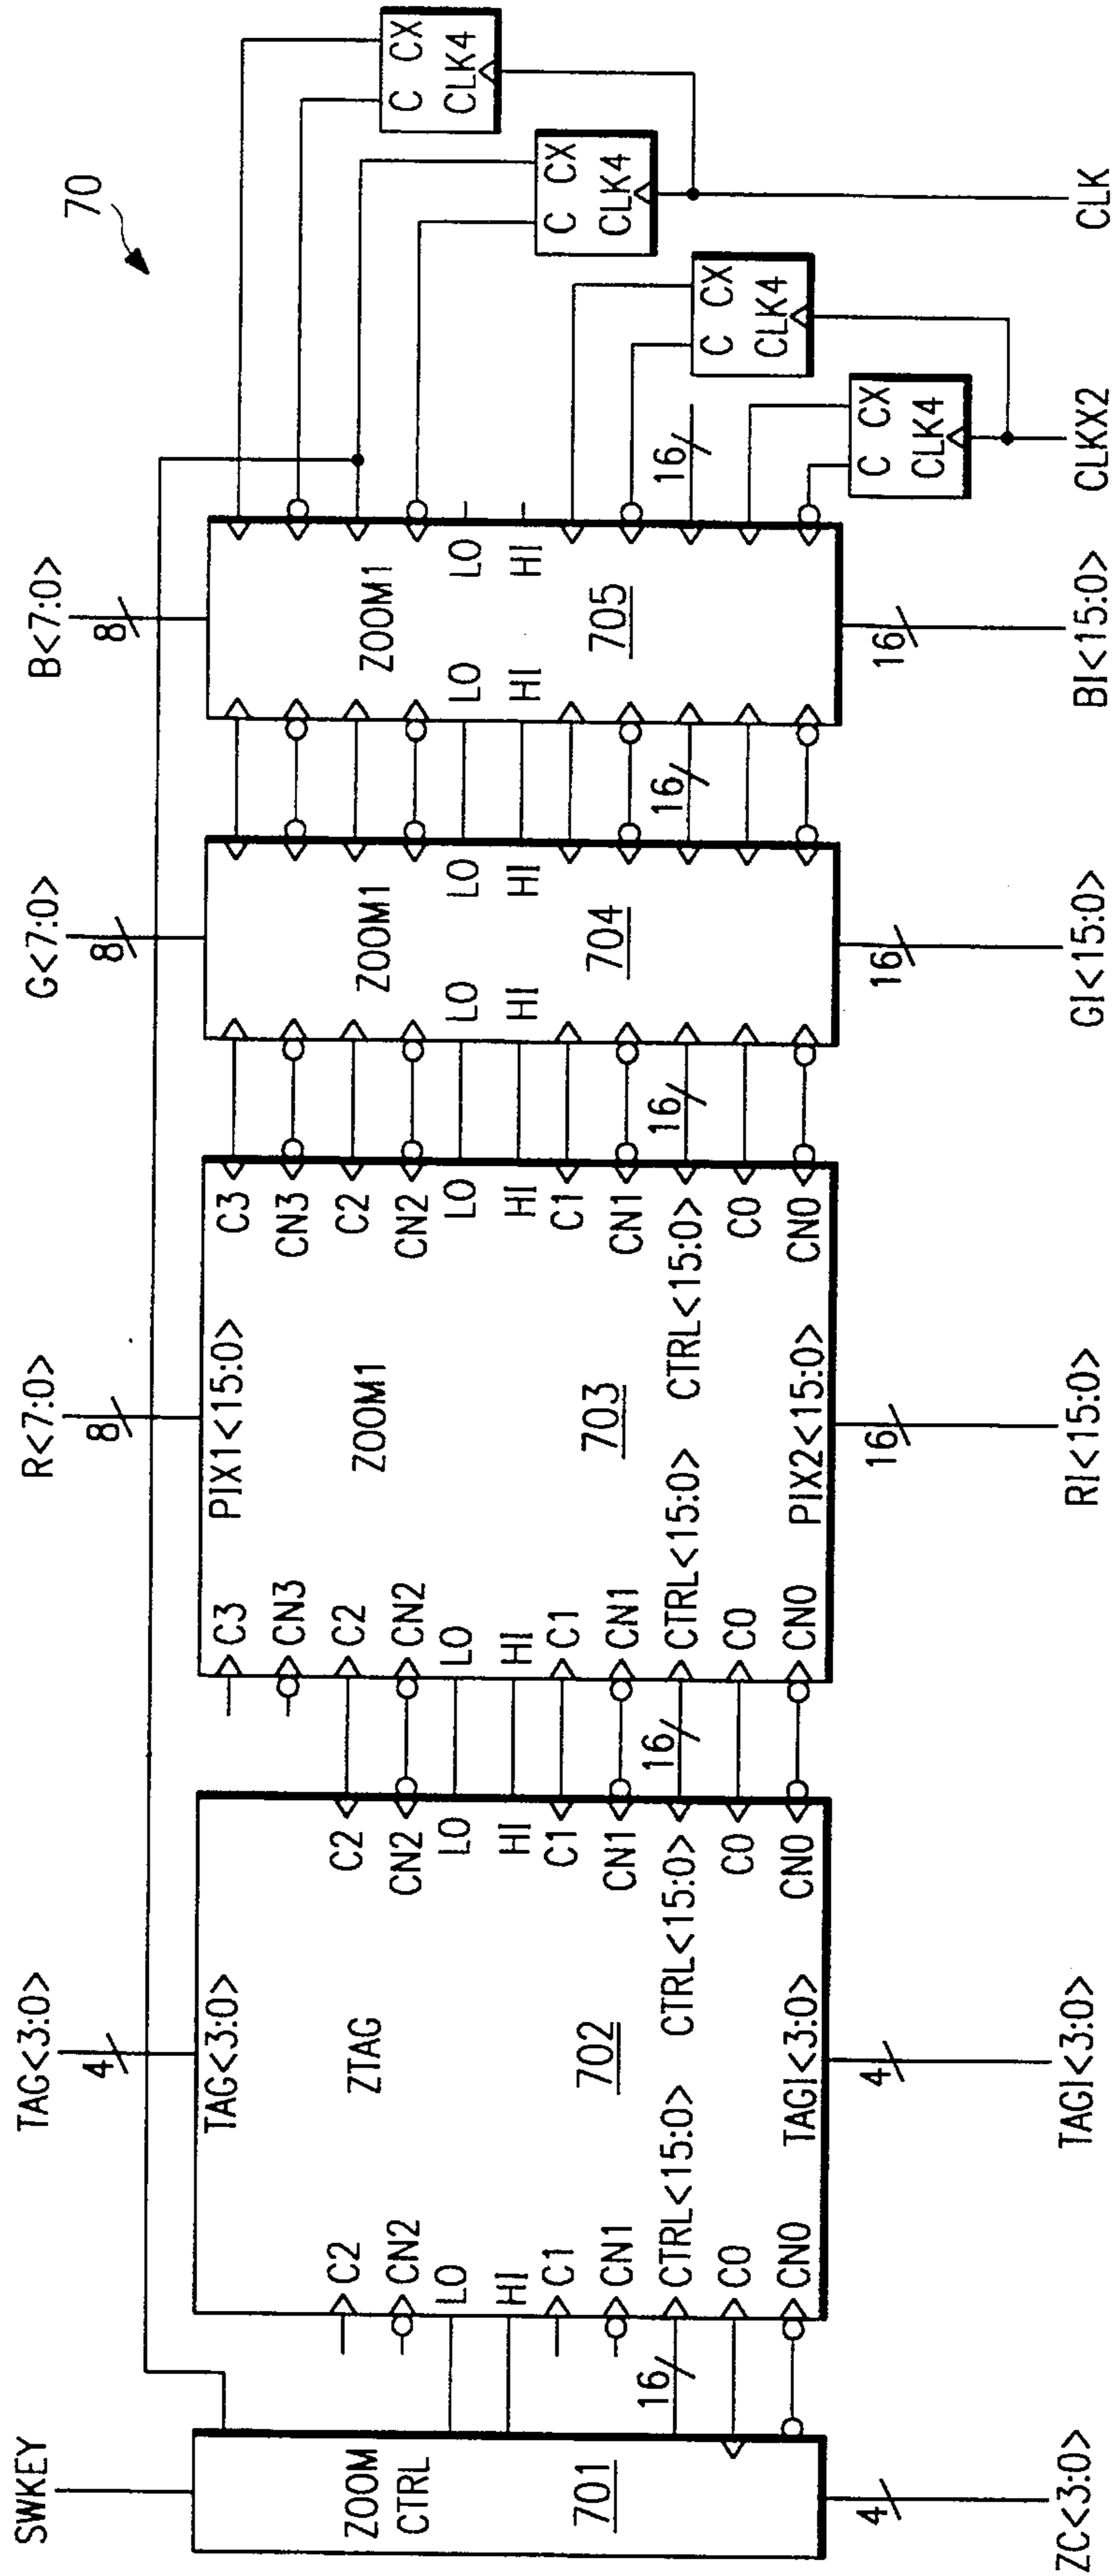 70
SWKEY
TAG<3:0>
R<7:0>
G<7:0>
B<7:0>
4
8
8
8
ZOOM
CTRL
701
4
ZC<3:0>
16
TAG<3:0>
ZTAG
702
C2
CN2
LO
HI
C1
CN1
CTRL<15:0>
C0
CN0
C2
CN2
LO
HI
C1
CN1
CTRL<15:0>
C0
CN0
TAGI<3:0>
4
TAGI<3:0>
16
PIX1<15:0>
ZOOM1
703
C3
CN3
C2
CN2
LO
HI
C1
CN1
CTRL<15:0>
C0
CN0
C3
CN3
C2
CN2
LO
HI
C1
CN1
CTRL<15:0>
C0
CN0
PIX2<15:0>
16
RI<15:0>
16
ZOOM1
704
LO
HI
LO
HI
16
GI<15:0>
16
ZOOM1
705
LO
HI
LO
HI
16
BI<15:0>
16
C CX
CLK4
C CX
CLK4
C CX
CLK4
C CX
CLK4
CLKX2
CLK